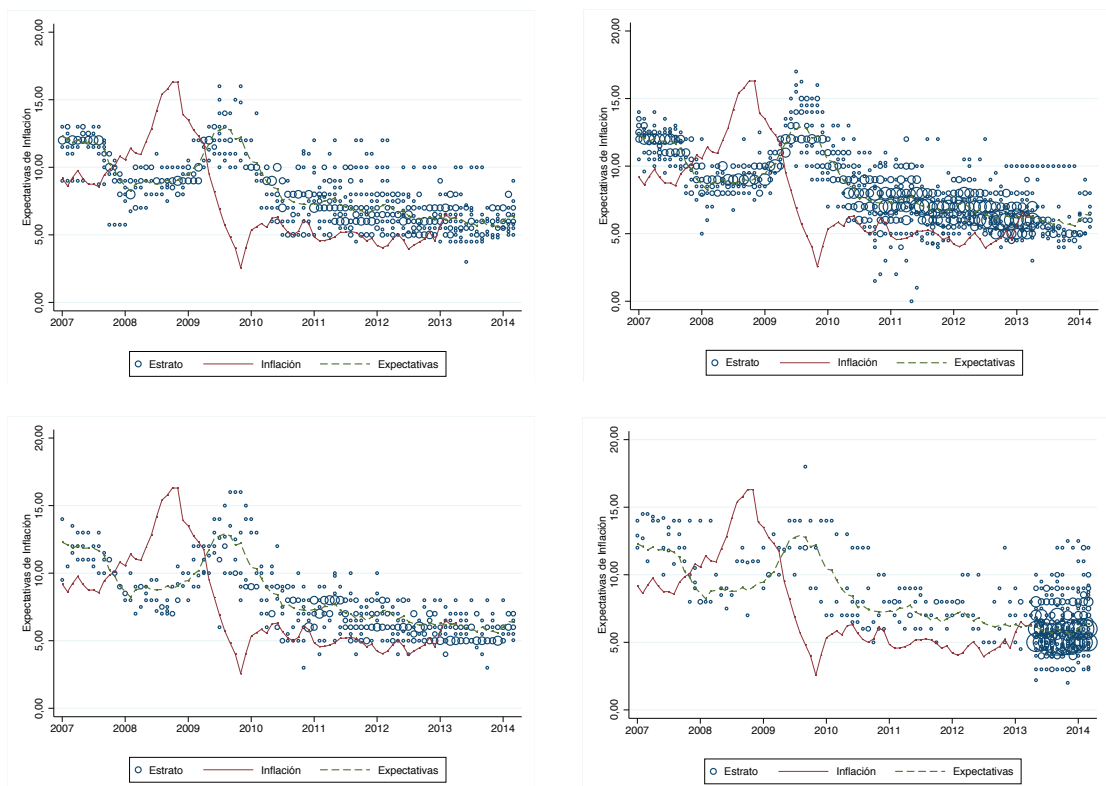 20,00
15,00
10,00
5,00
0,00
Expectativas de Inflación
2007 2008 2009 2010 2011 2012 2013 2014
Estrato Inflación Expectativas
20,00
15,00
10,00
5,00
0,00
Expectativas de Inflación
2007 2008 2009 2010 2011 2012 2013 2014
Estrato Inflación Expectativas
20,00
15,00
10,00
5,00
0,00
Expectativas de Inflación
2007 2008 2009 2010 2011 2012 2013 2014
Estrato Inflación Expectativas
20,00
15,00
10,00
5,00
0,00
Expectativas de Inflación
2007 2008 2009 2010 2011 2012 2013 2014
Estrato Inflación Expectativas